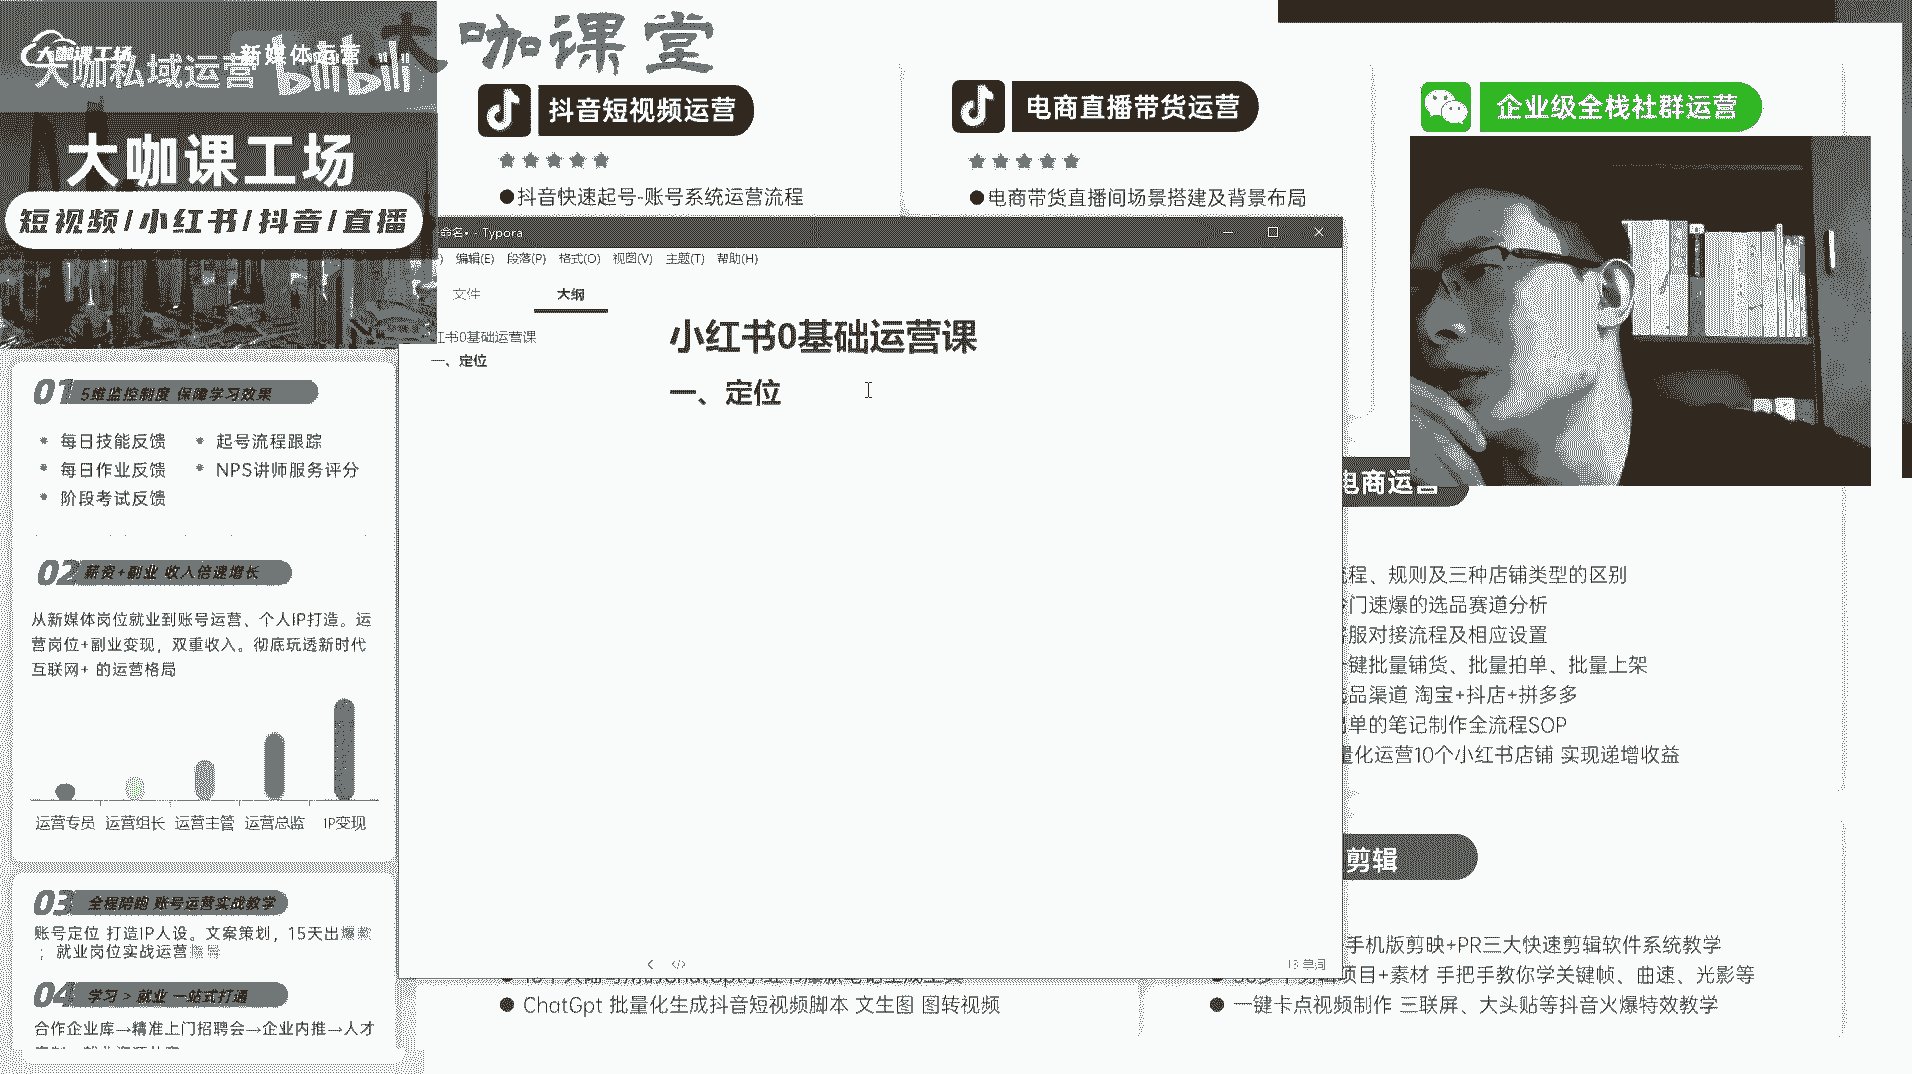 大咖课堂
大咖课工场
新媒体运营
大咖私域运营
bilibili
大咖课工场
短视频/小红书/抖音/直播
抖音短视频运营
●抖音快速起号-账号系统运营流程
电商直播带货运营
●电商带货直播间场景搭建及背景布局
企业级全栈社群运营
命名• - Typora
编辑(E) 段落(P) 格式(O) 视图(V) 主题(T) 帮助(H)
文件 大纲
红书0基础运营课
一、定位
小红书0基础运营课
一、定位
13 单词
01 5维监控制度 保障学习效果
* 每日技能反馈 * 起号流程跟踪
* 每日作业反馈 * NPS讲师服务评分
* 阶段考试反馈
02 薪资+副业 收入倍速增长
从新媒体岗位就业到账号运营、个人IP打造。运
营岗位+副业变现，双重收入。彻底玩透新时代
互联网+ 的运营格局
运营专员 运营组长 运营主管 运营总监 IP变现
03 全程陪跑 账号运营实战教学
账号定位 打造IP人设。文案策划，15天出爆款
；就业岗位实战运营指导
04 学习 > 就业 一站式打通
合作企业库→精准上门招聘会→企业内推→人才
电商运营
流程、规则及三种店铺类型的区别
冷门速爆的选品赛道分析
客服对接流程及相应设置
一键批量铺货、批量拍单、批量上架
选品渠道 淘宝+抖店+拼多多
出单的笔记制作全流程SOP
量化运营10个小红书店铺 实现递增收益
剪辑
手机版剪映+PR三大快速剪辑软件系统教学
项目+素材 手把手教你学关键帧、曲速、光影等
● 一键卡点视频制作 三联屏、大头贴等抖音火爆特效教学
● ChatGpt 批量化生成抖音短视频脚本 文生图 图转视频